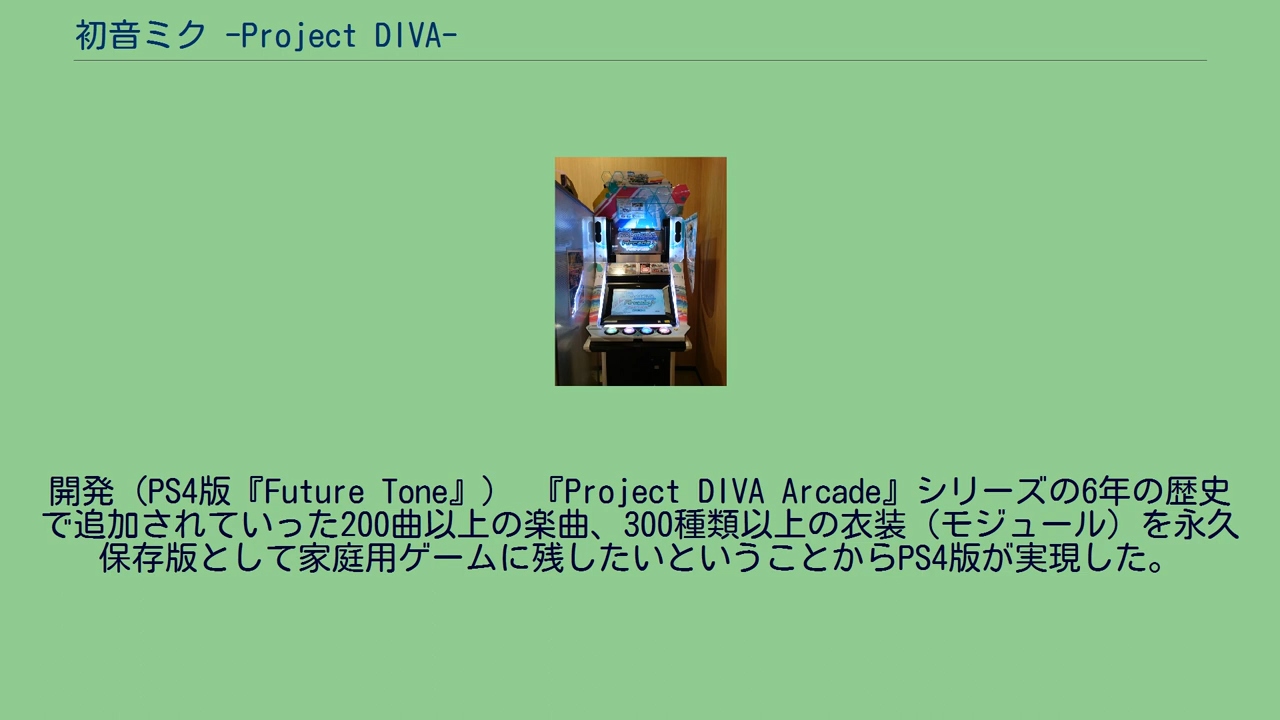 初音ミク -Project DIVA-
開発（PS4版『Future Tone』）　『Project DIVA Arcade』シリーズの6年の歴史
で追加されていった200曲以上の楽曲、300種類以上の衣装（モジュール）を永久
保存版として家庭用ゲームに残したいということからPS4版が実現した。